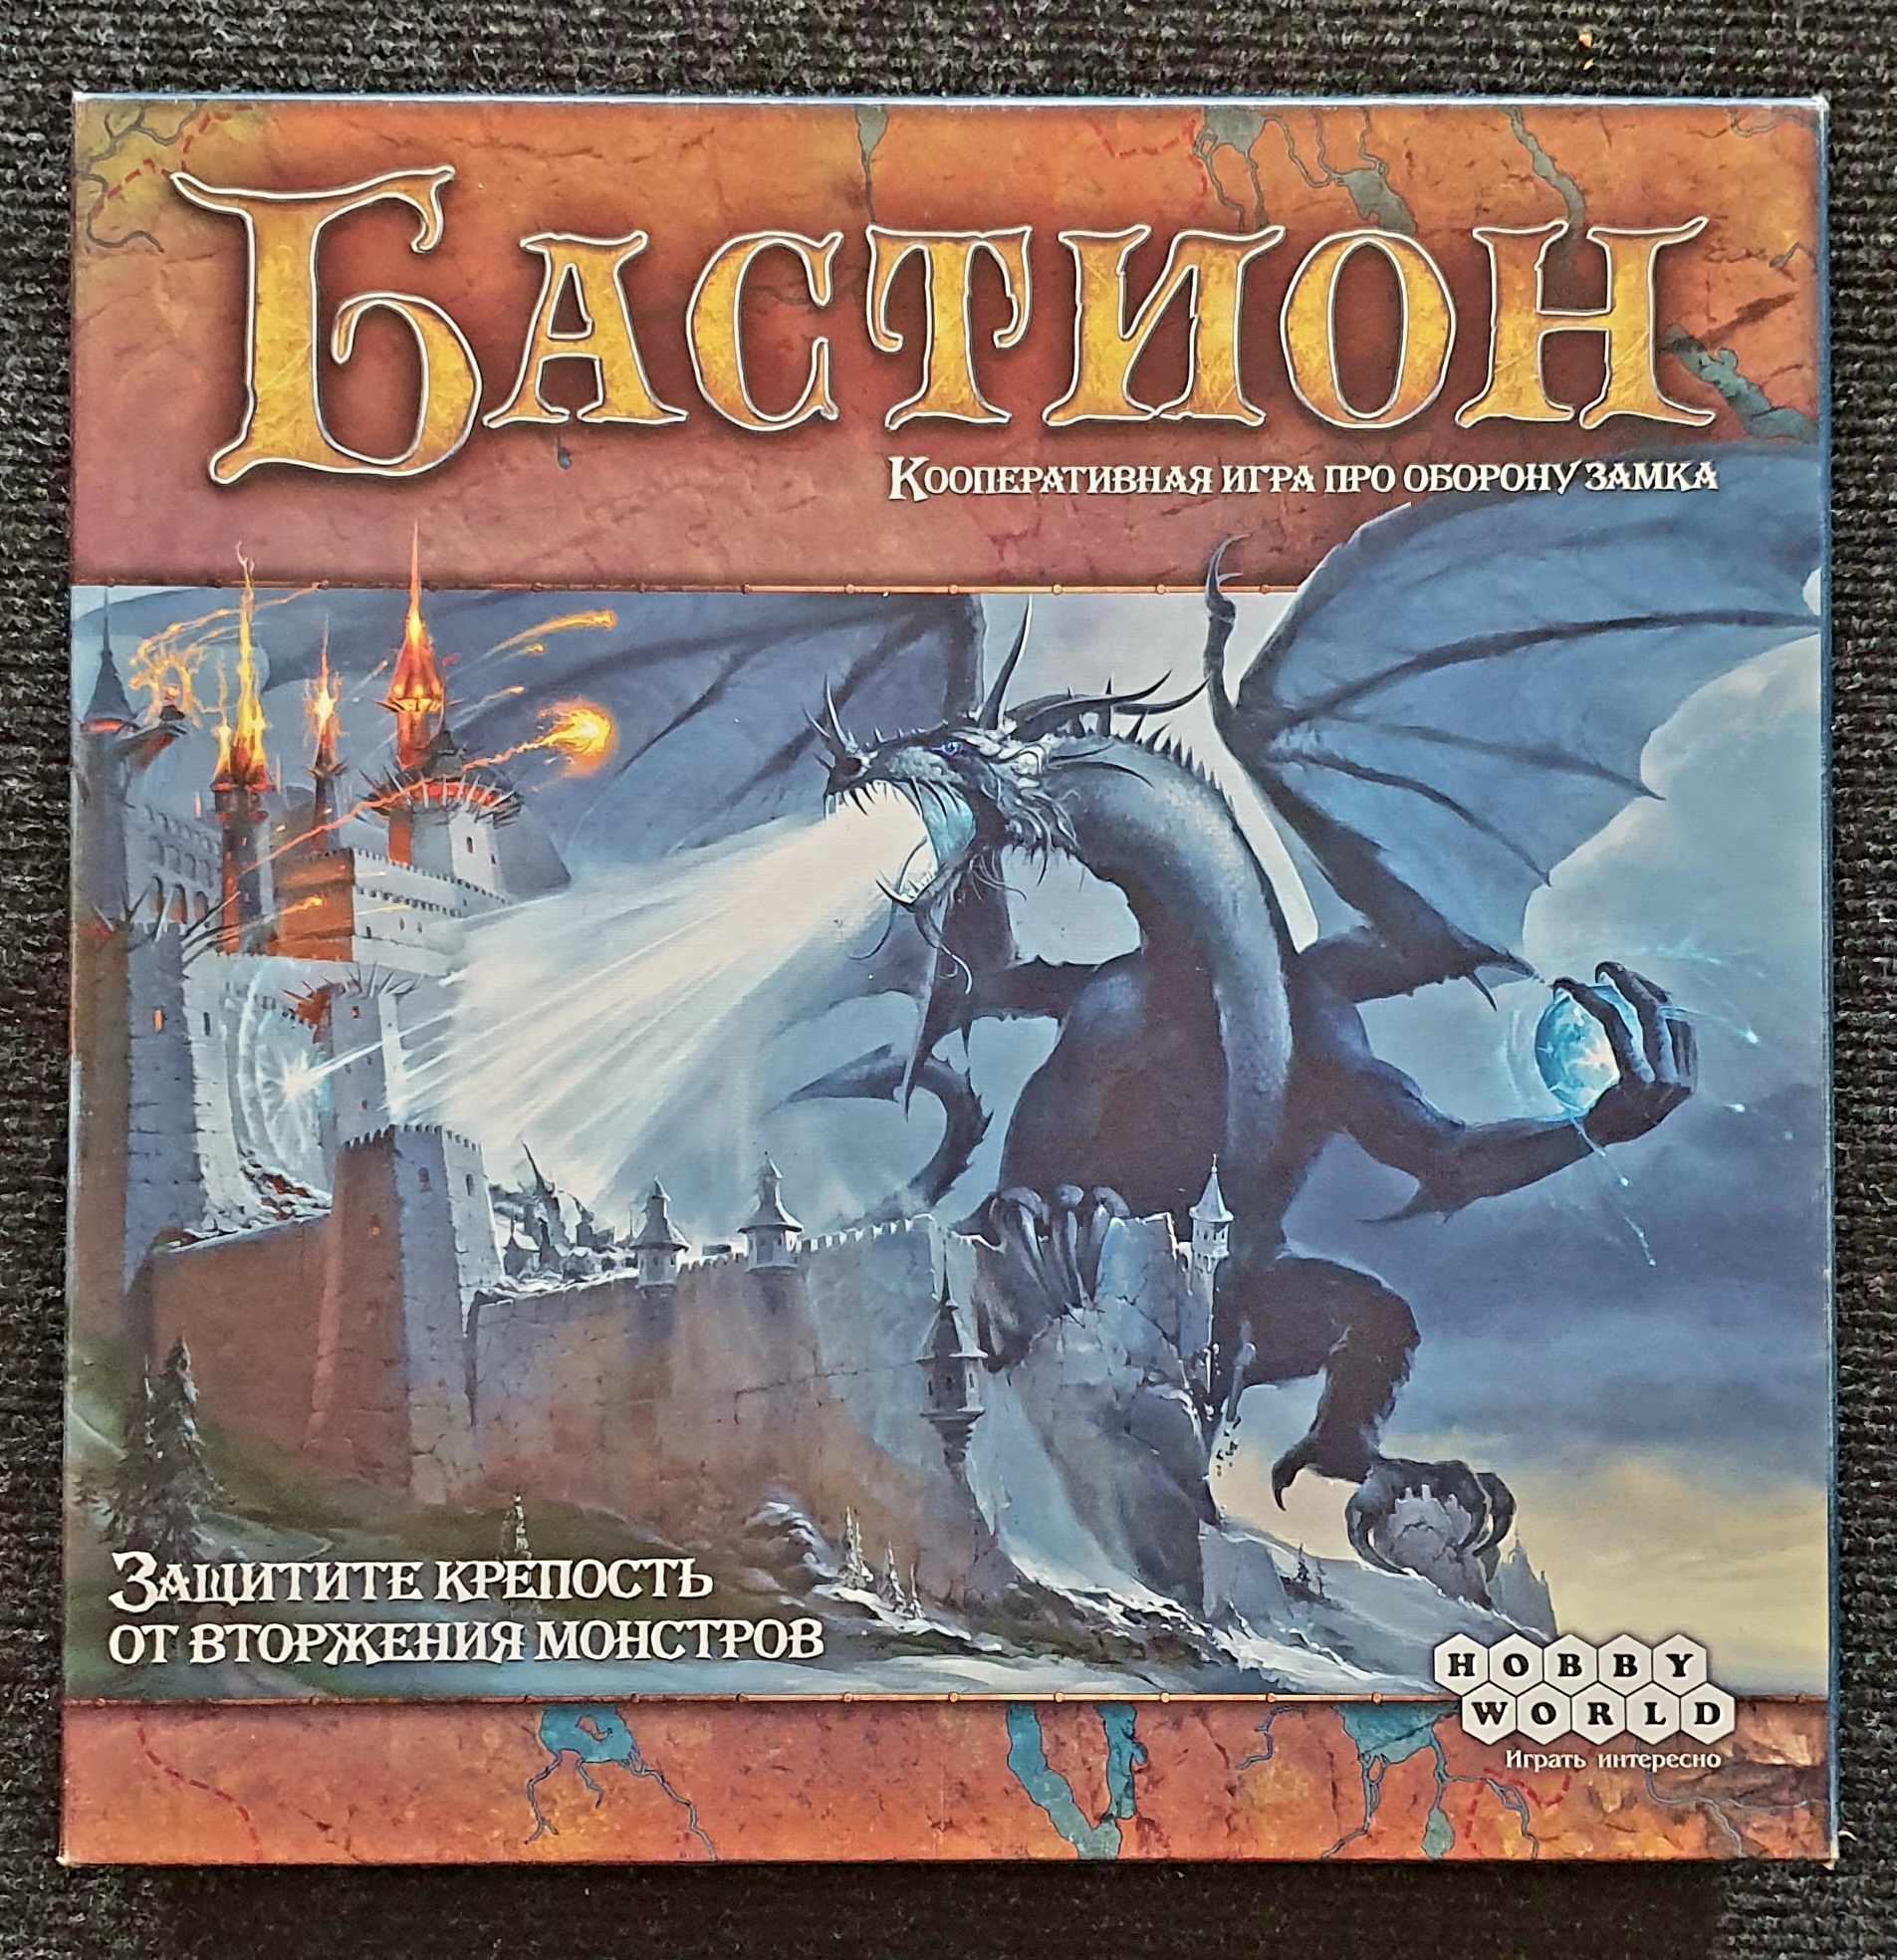 БАСТИОН
КООПЕРАТИВНАЯ ИГРА ПРО ОБОРОНУ ЗАМКА
ЗАЩИТИТЕ КРЕПОСТЬ
ОТ ВТОРЖЕНИЯ МОНСТРОВ
HOBBY
WORLD
Играть интересно